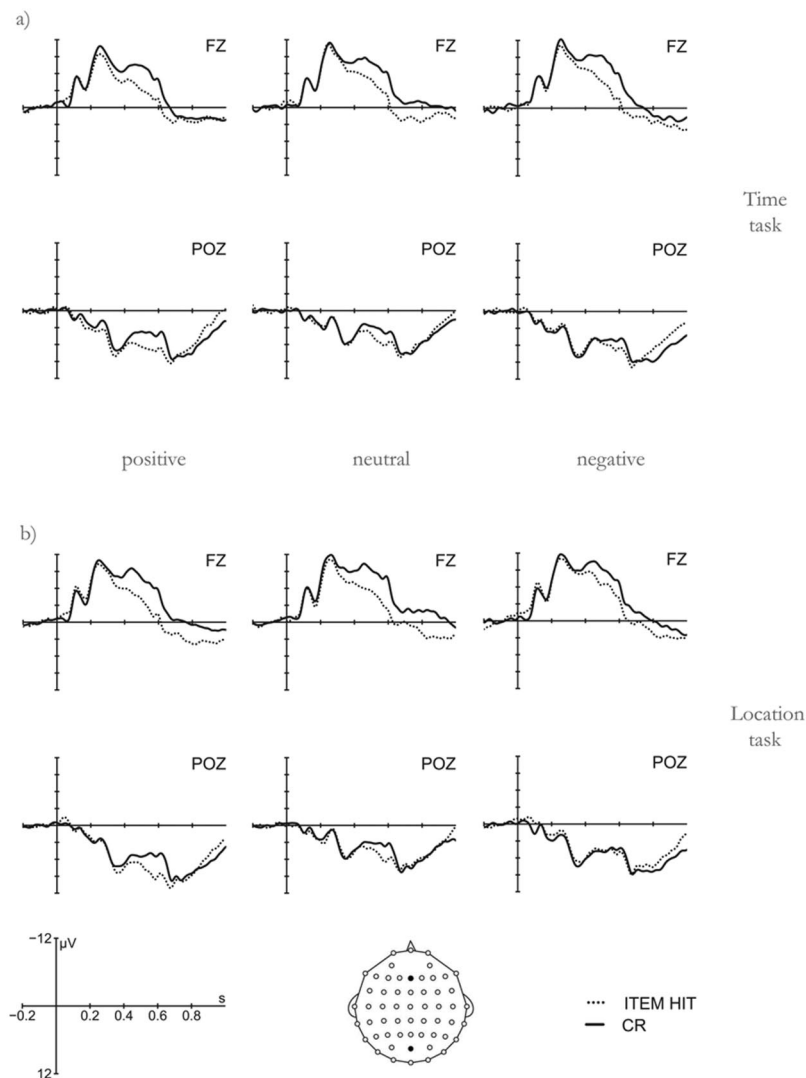 a)
FZ FZ FZ
Time
task
POZ POZ POZ
positive neutral negative
b)
FZ FZ FZ
Location
task
POZ POZ POZ
−12 μV
s
−0.2 0.2 0.4 0.6 0.8
12
ITEM HIT
CR